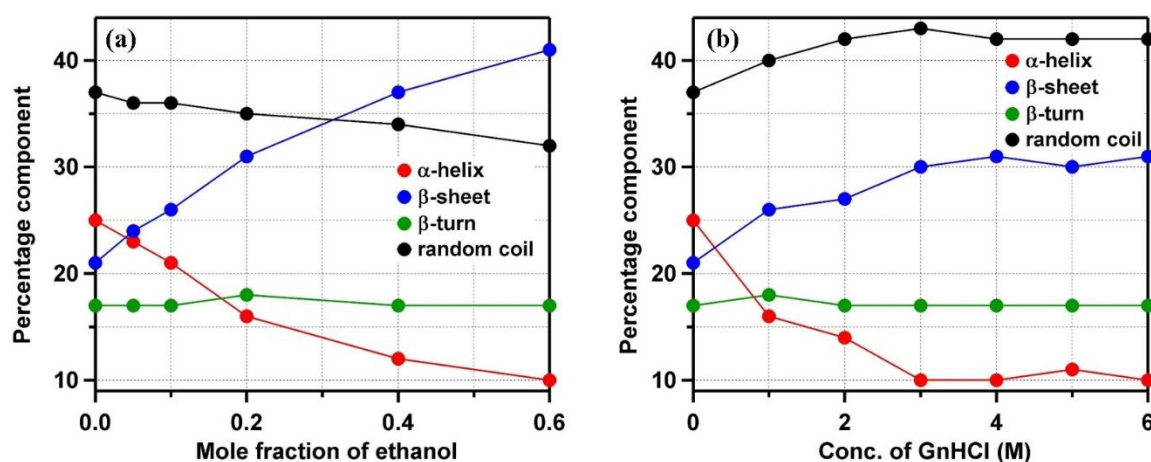 (a)
Percentage component
40
30
20
10
α-helix
β-sheet
β-turn
random coil
0.0 0.2 0.4 0.6
Mole fraction of ethanol
(b)
Percentage component
40
30
20
10
α-helix
β-sheet
β-turn
random coil
0 2 4 6
Conc. of GnHCl (M)